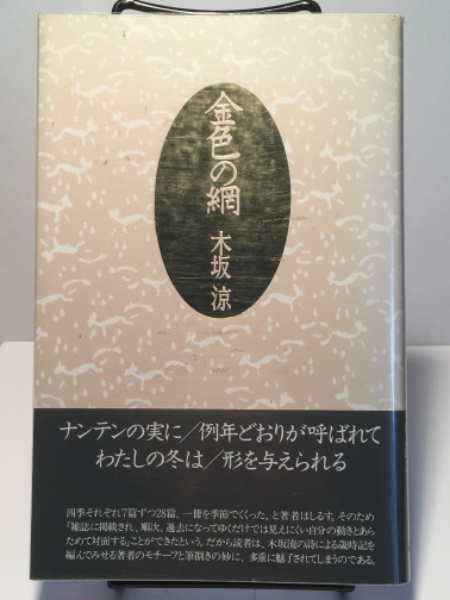 金色の網
木坂涼
ナンテンの実に/例年どおりが呼ばれて
わたしの冬は/形を与えられる
四季それぞれ7篇ずつ28篇、一冊を季節でくくった、と著者はしるす。そのため
「雑誌に掲載され、順次、過去になってゆくだけでは見えにくい自分の動きとあら
ためて対面する」ことができたという。だから読者は、木坂流の詩による歳時記を
編んでみせる著者のモチーフと筆捌きの妙に、多重に魅了されてしまうのである。